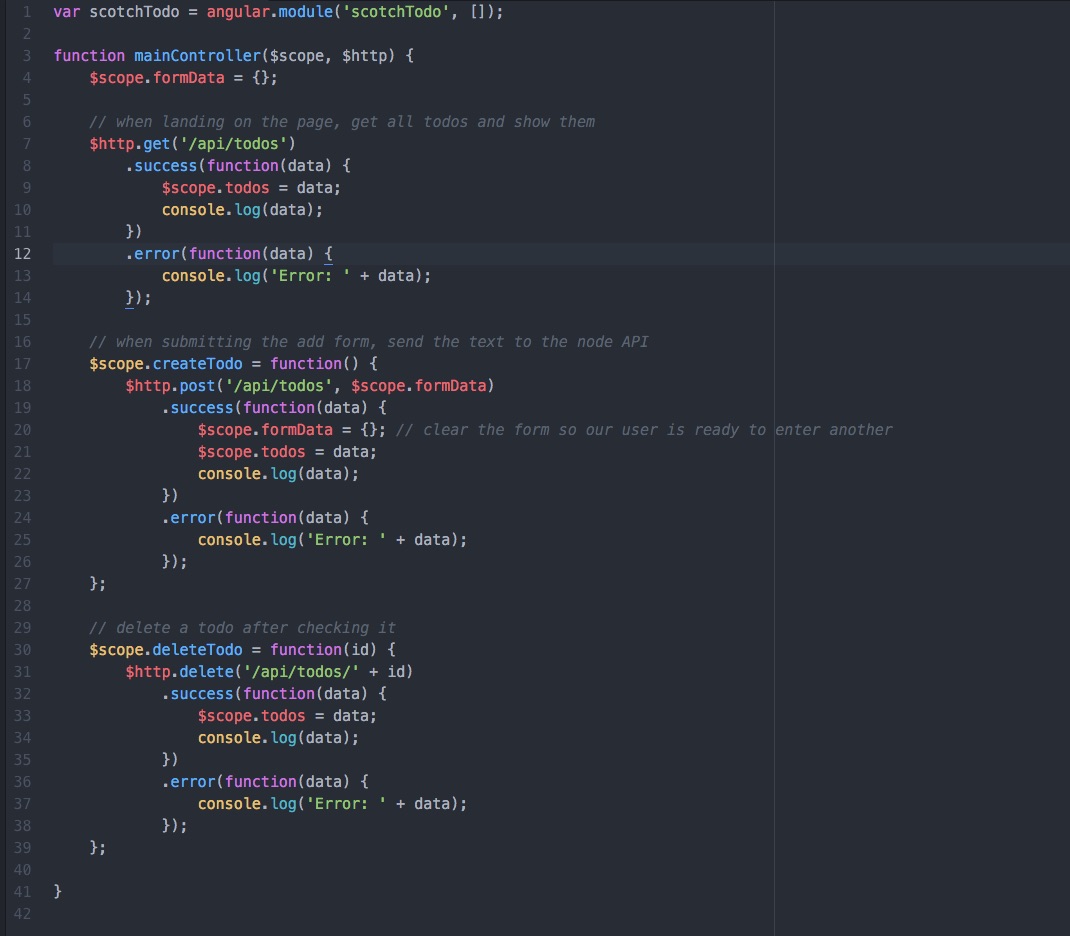 1 var scotchTodo = angular.module('scotchTodo', []);
2
3 function mainController($scope, $http) {
4     $scope.formData = {};
5
6     // when landing on the page, get all todos and show them
7     $http.get('/api/todos')
8         .success(function(data) {
9             $scope.todos = data;
10             console.log(data);
11         })
12         .error(function(data) {
13             console.log('Error: ' + data);
14         });
15
16     // when submitting the add form, send the text to the node API
17     $scope.createTodo = function() {
18         $http.post('/api/todos', $scope.formData)
19             .success(function(data) {
20                 $scope.formData = {}; // clear the form so our user is ready to enter another
21                 $scope.todos = data;
22                 console.log(data);
23             })
24             .error(function(data) {
25                 console.log('Error: ' + data);
26             });
27     };
28
29     // delete a todo after checking it
30     $scope.deleteTodo = function(id) {
31         $http.delete('/api/todos/' + id)
32             .success(function(data) {
33                 $scope.todos = data;
34                 console.log(data);
35             })
36             .error(function(data) {
37                 console.log('Error: ' + data);
38             });
39     };
40
41 }
42